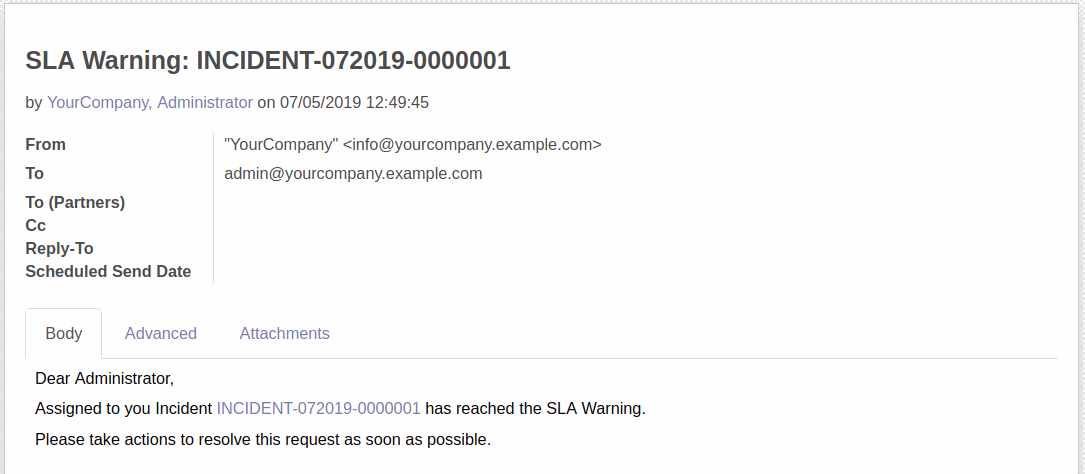 SLA Warning: INCIDENT-072019-0000001
by YourCompany, Administrator on 07/05/2019 12:49:45
From "YourCompany" <info@yourcompany.example.com>
To admin@yourcompany.example.com
To (Partners)
Cc
Reply-To
Scheduled Send Date
Body Advanced Attachments
Dear Administrator,
Assigned to you Incident INCIDENT-072019-0000001 has reached the SLA Warning.
Please take actions to resolve this request as soon as possible.